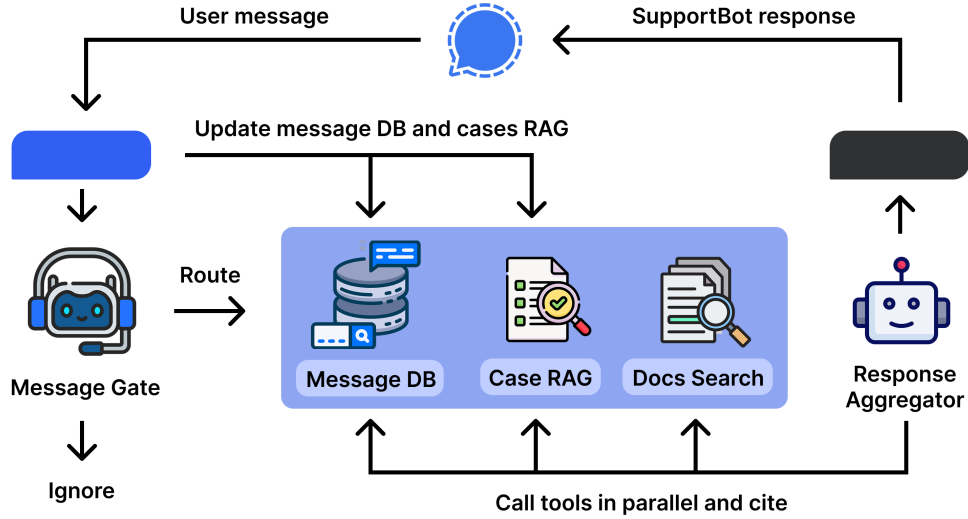 User message
SupportBot response
Update message DB and cases RAG
Route
Message Gate
Message DB
Case RAG
Docs Search
Response
Aggregator
Ignore
Call tools in parallel and cite